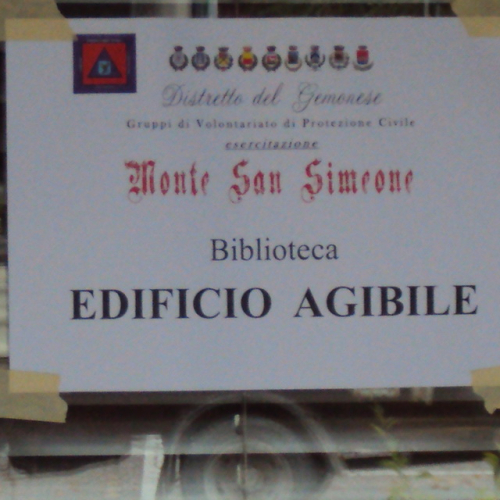 Distretto del Gemonese
Gruppi di Volontariato di Protezione Civile
esercitazione
Monte San Simeone
Biblioteca
EDIFICIO AGIBILE